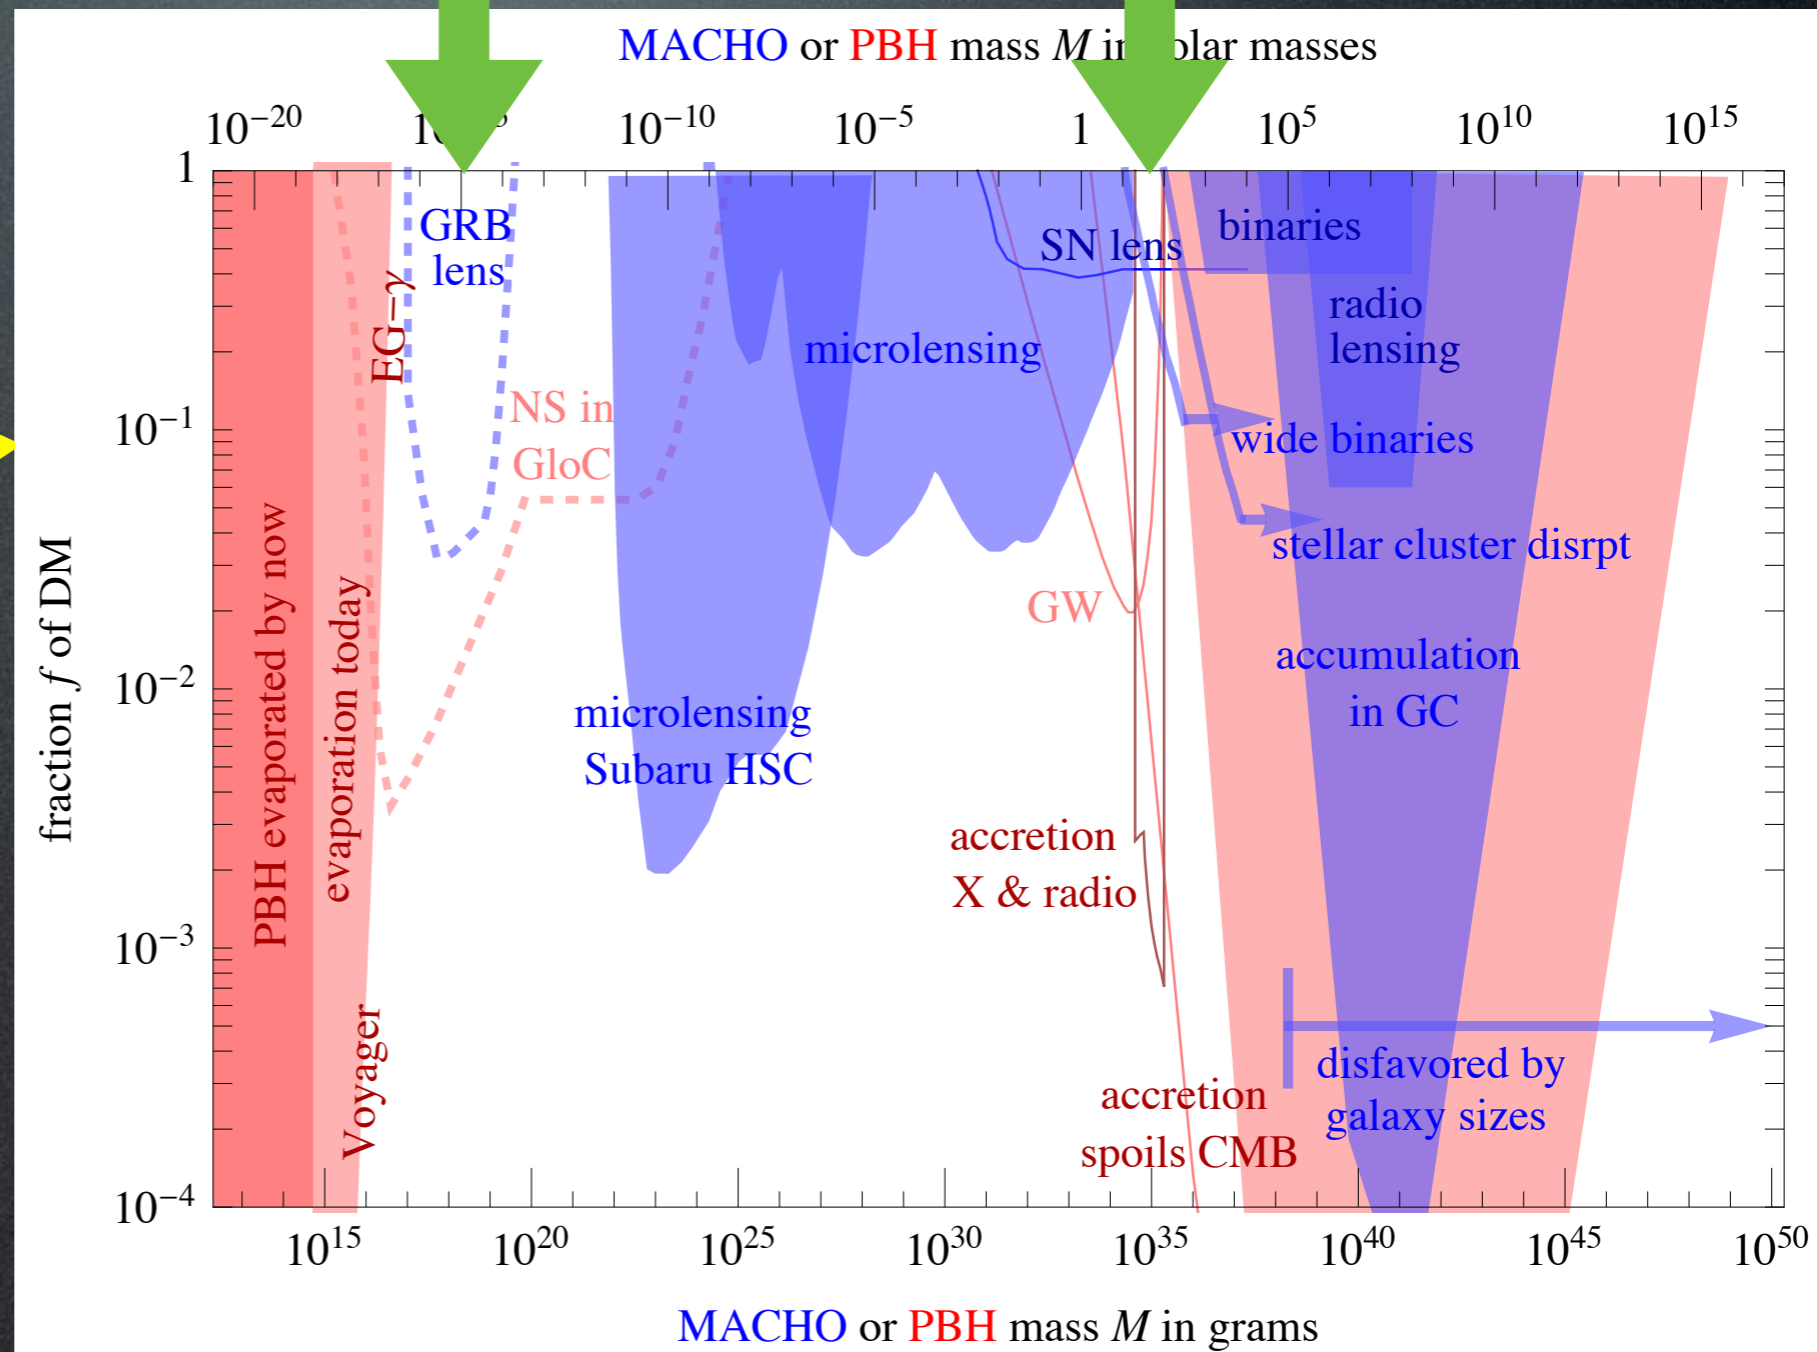 MACHO or PBH mass M in olar masses
10⁻²⁰ 10⁻¹⁰ 10⁻⁵ 1 10⁵ 10¹⁰ 10¹⁵
1
GRB
lens
SN lens
binaries
EG–γ
radio
lensing
microlensing
NS in
GloC
10⁻¹
wide binaries
stellar cluster disrpt
fraction f of DM
PBH evaporated by now
evaporation today
GW
accumulation
in GC
10⁻²
microlensing
Subaru HSC
accretion
X & radio
10⁻³
Voyager
disfavored by
galaxy sizes
accretion
spoils CMB
10⁻⁴
10¹⁵ 10²⁰ 10²⁵ 10³⁰ 10³⁵ 10⁴⁰ 10⁴⁵ 10⁵⁰
MACHO or PBH mass M in grams